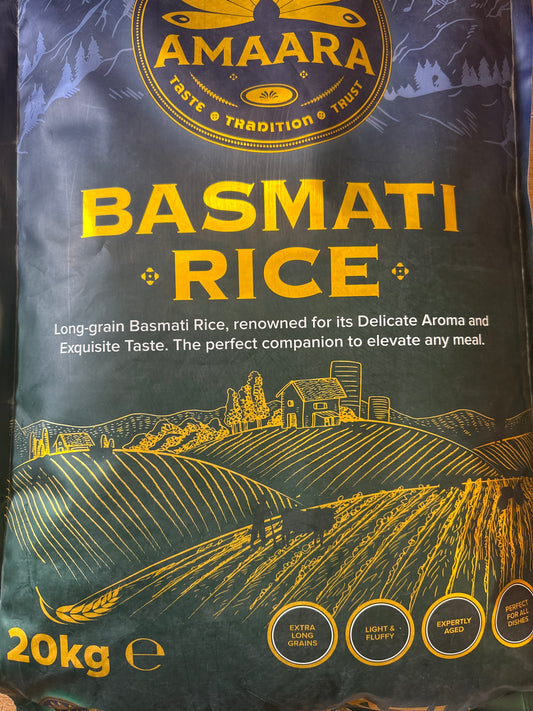 AMAARA
TASTE TRADITION TRUST
BASMATI
RICE
Long-grain Basmati Rice, renowned for its Delicate Aroma and
Exquisite Taste. The perfect companion to elevate any meal.
20kg ℮
EXTRA
LONG
GRAINS
LIGHT &
FLUFFY
EXPERTLY
AGED
PERFECT
FOR ALL
DISHES